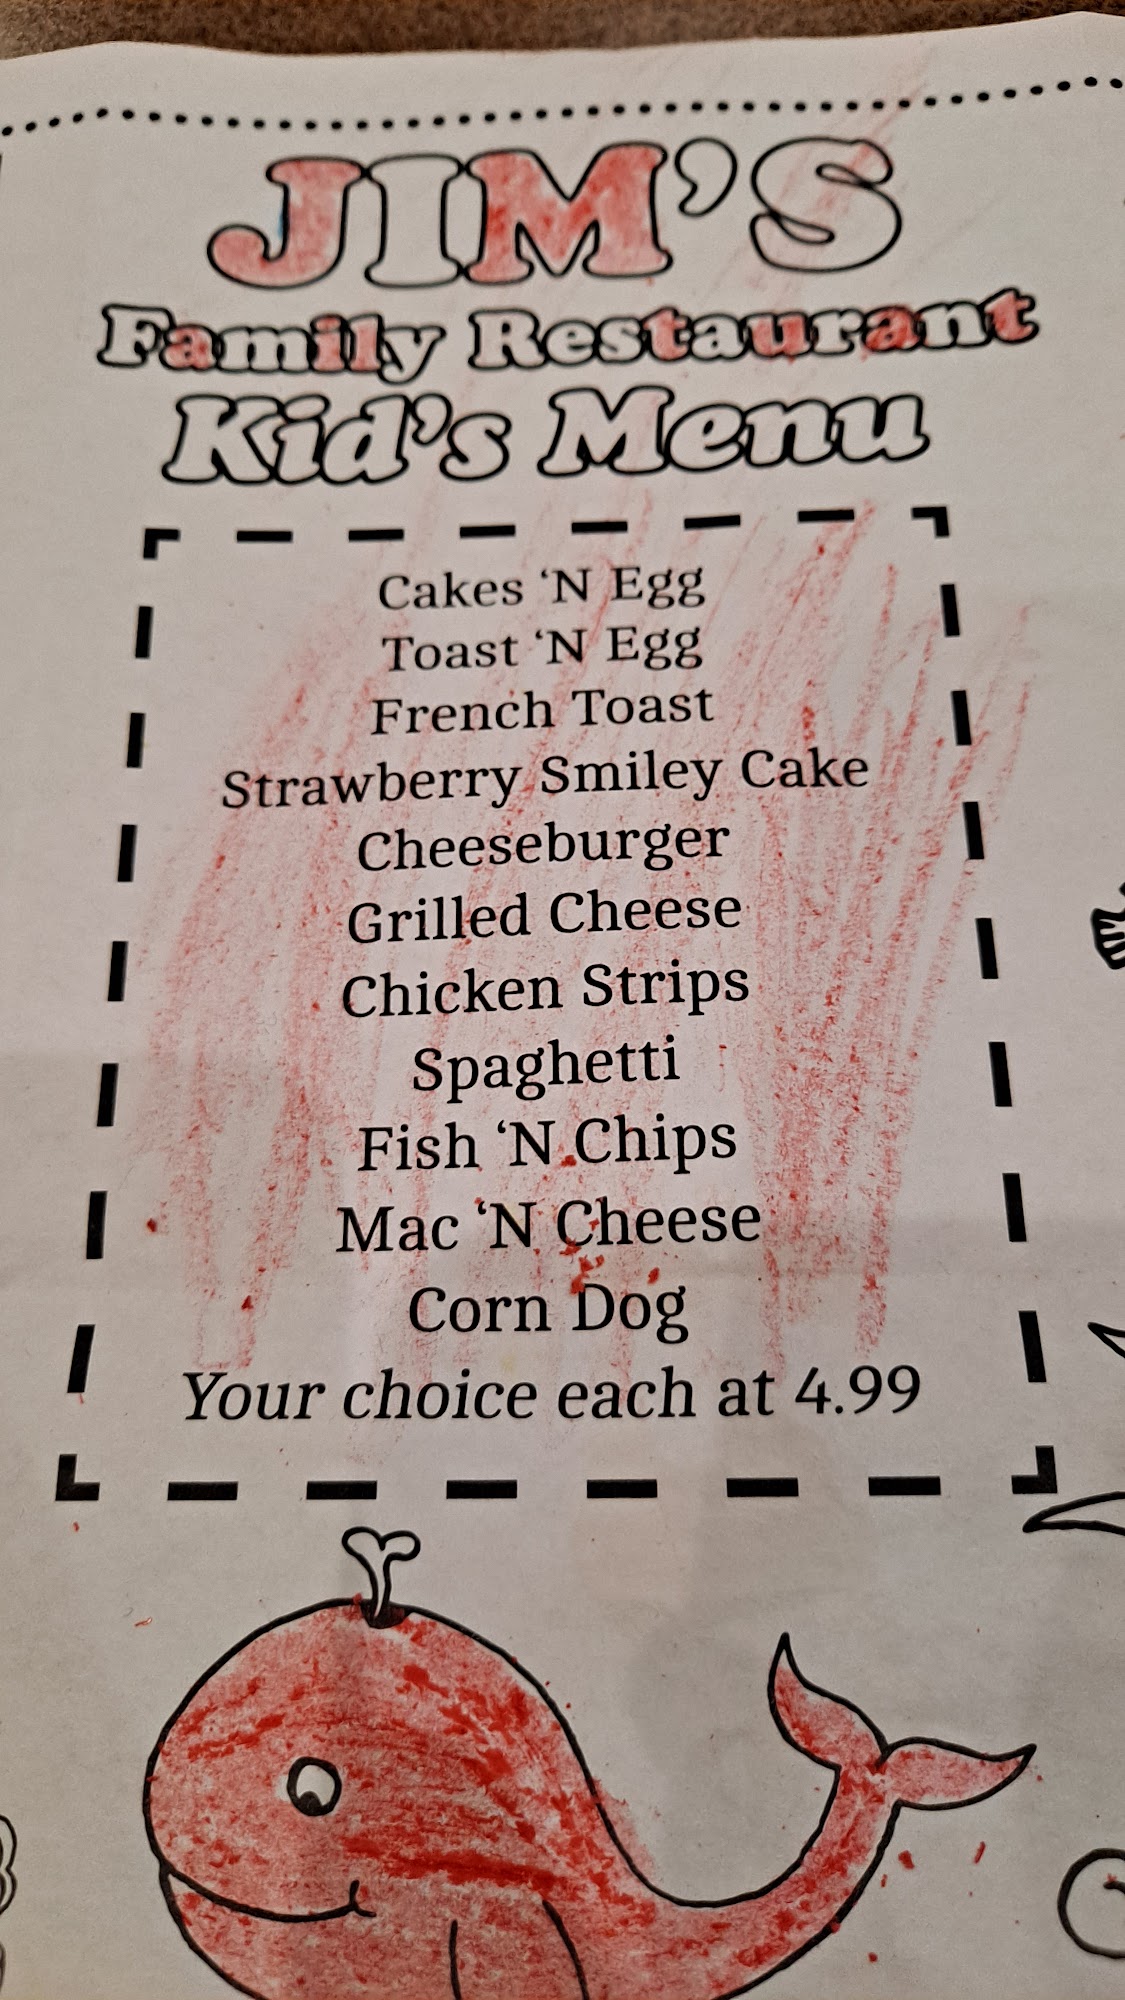 JIM'S
Family Restaurant
Kid's Menu
Cakes ‘N Egg
Toast ‘N Egg
French Toast
Strawberry Smiley Cake
Cheeseburger
Grilled Cheese
Chicken Strips
Spaghetti
Fish ‘N Chips
Mac ‘N Cheese
Corn Dog
Your choice each at 4.99